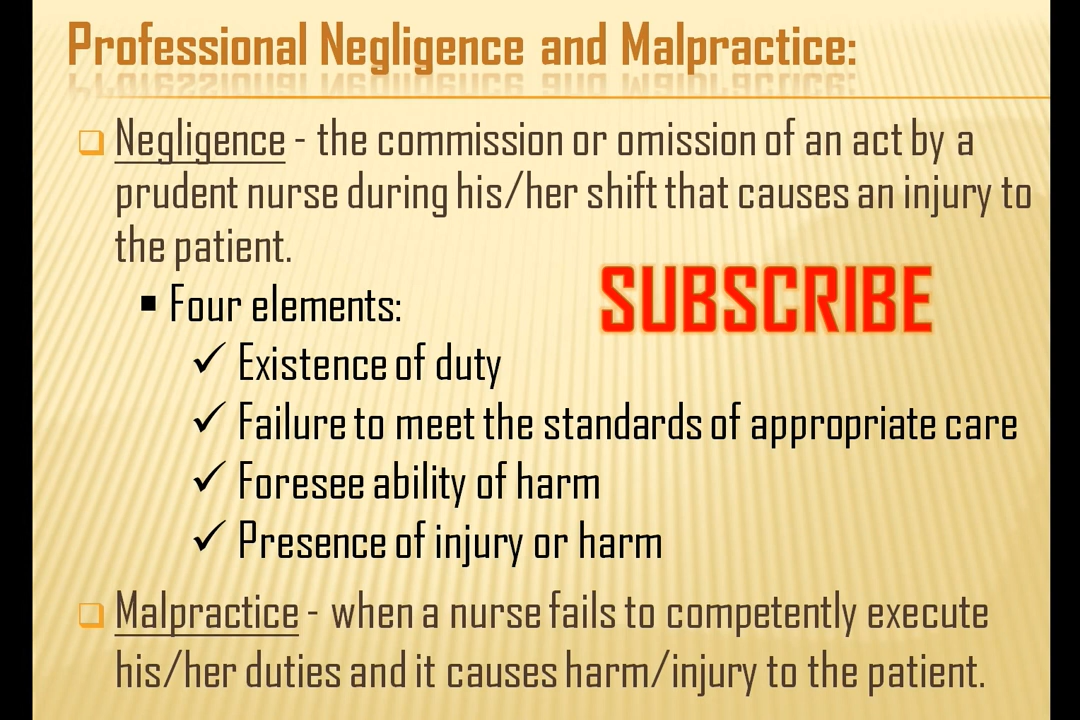 Professional Negligence and Malpractice:
Negligence - the commission or omission of an act by a
prudent nurse during his/her shift that causes an injury to
the patient.
SUBSCRIBE
Four elements:
Existence of duty
Failure to meet the standards of appropriate care
Foresee ability of harm
Presence of injury or harm
Malpractice - when a nurse fails to competently execute
his/her duties and it causes harm/injury to the patient.